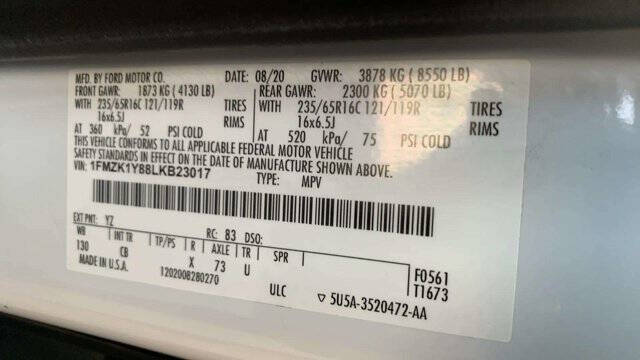 MFD. BY FORD MOTOR CO. DATE: 08/20 GVWR: 3878 KG ( 8550 LB)
FRONT GAWR: 1873 KG ( 4130 LB) REAR GAWR: 2300 KG ( 5070 LB)
WITH 235/65R16C 121/119R TIRES WITH 235/65R16C 121/119R TIRES
16x6.5J RIMS 16x6.5J RIMS
AT 360 kPa/ 52 PSI COLD AT 520 kPa/ 75 PSI COLD
THIS VEHICLE CONFORMS TO ALL APPLICABLE FEDERAL MOTOR VEHICLE
SAFETY STANDARDS IN EFFECT ON THE DATE OF MANUFACTURE SHOWN ABOVE.
VIN: 1FMZK1Y88LKB23017 TYPE: MPV
EXT PNT: YZ RC: 83 DSO:
WB INT TR TP/PS R AXLE TR SPR
130 CB X 73 U
F0561
T1673
MADE IN U.S.A. 1202008280270
ULC ▽ 5U5A-3520472-AA